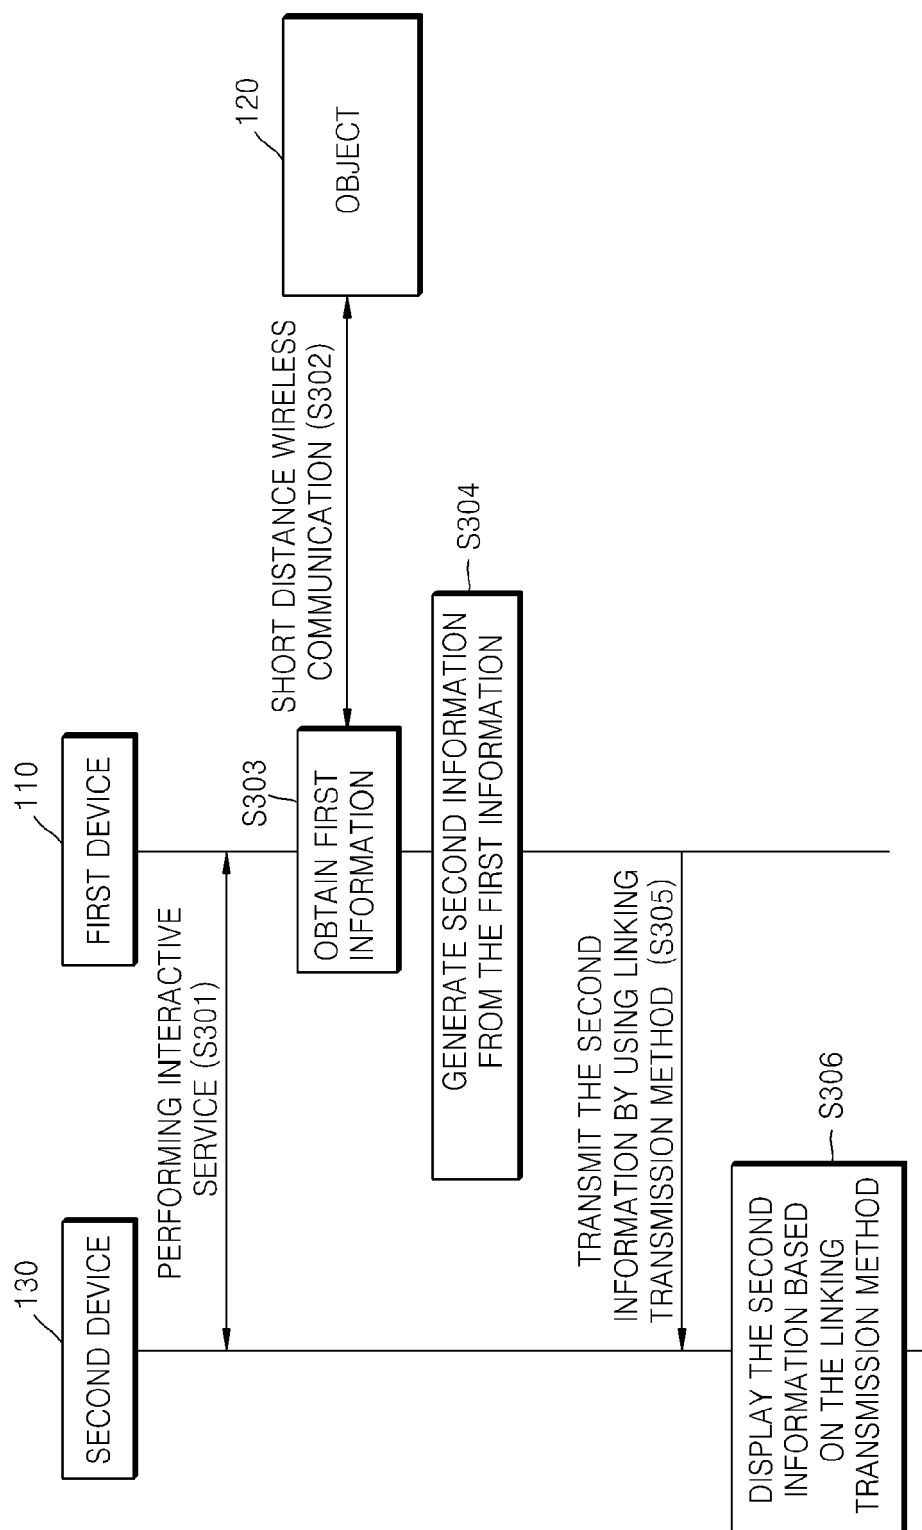 130
SECOND DEVICE
110
FIRST DEVICE
120
OBJECT
PERFORMING INTERACTIVE
SERVICE (S301)
SHORT DISTANCE WIRELESS
COMMUNICATION (S302)
S303
OBTAIN FIRST
INFORMATION
S304
GENERATE SECOND INFORMATION
FROM THE FIRST INFORMATION
TRANSMIT THE SECOND
INFORMATION BY USING LINKING
TRANSMISSION METHOD (S305)
S306
DISPLAY THE SECOND
INFORMATION BASED
ON THE LINKING
TRANSMISSION METHOD